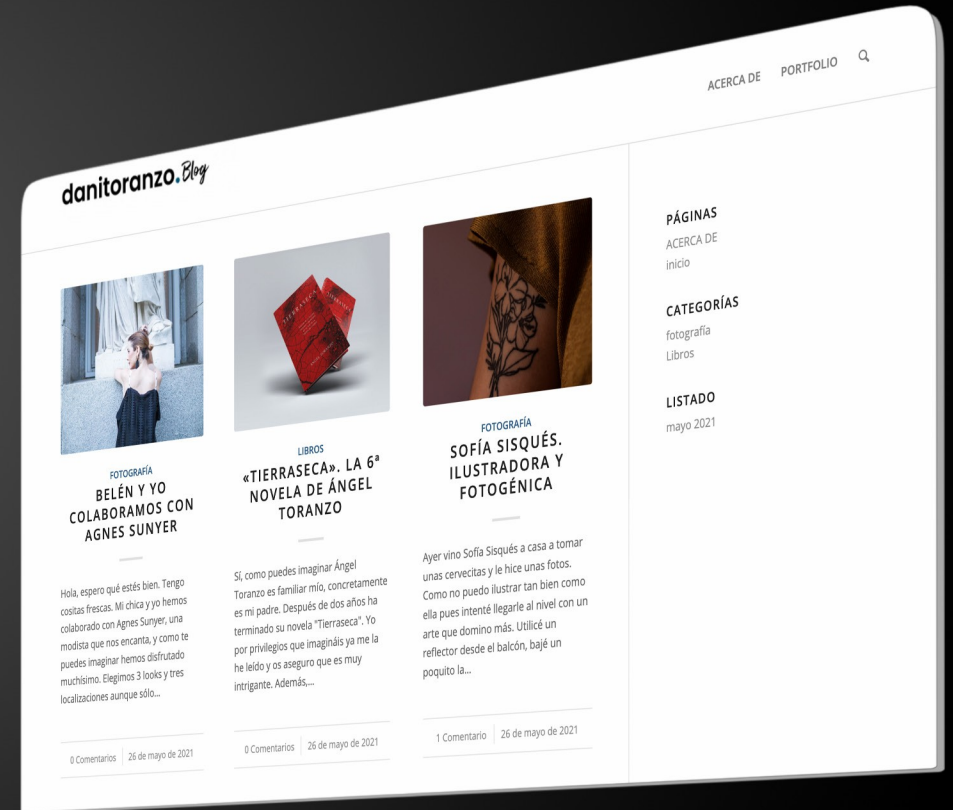 ACERCA DE
PORTFOLIO
danitoranzo.Blog
FOTOGRAFÍA
BELÉN Y YO
COLABORAMOS CON
AGNES SUNYER
Hola, espero qué estés bien. Tengo
cositas frescas. Mi chica y yo hemos
colaborado con Agnes Sunyer, una
modista que nos encanta, y como te
puedes imaginar hemos disfrutado
muchísimo. Elegimos 3 looks y tres
localizaciones aunque sólo...
0 Comentarios
26 de mayo de 2021
TIERRASECA
LIBROS
«TIERRASECA». LA 6ª
NOVELA DE ÁNGEL
TORANZO
Sí, como puedes imaginar Ángel
Toranzo es familiar mío, concretamente
es mi padre. Después de dos años ha
terminado su novela "Tierraseca". Yo
por privilegios que imagináis ya me la
he leído y os aseguro que es muy
intrigante. Además,...
0 Comentarios
26 de mayo de 2021
FOTOGRAFÍA
SOFÍA SISQUÉS.
ILUSTRADORA Y
FOTOGÉNICA
Ayer vino Sofía Sisqués a casa a tomar
unas cervecitas y le hice unas fotos.
Como no puedo ilustrar tan bien como
ella pues intenté llegarle al nivel con un
arte que domino más. Utilicé un
reflector desde el balcón, bajé un
poquito la...
1 Comentario
26 de mayo de 2021
PÁGINAS
ACERCA DE
inicio
CATEGORÍAS
fotografía
Libros
LISTADO
mayo 2021